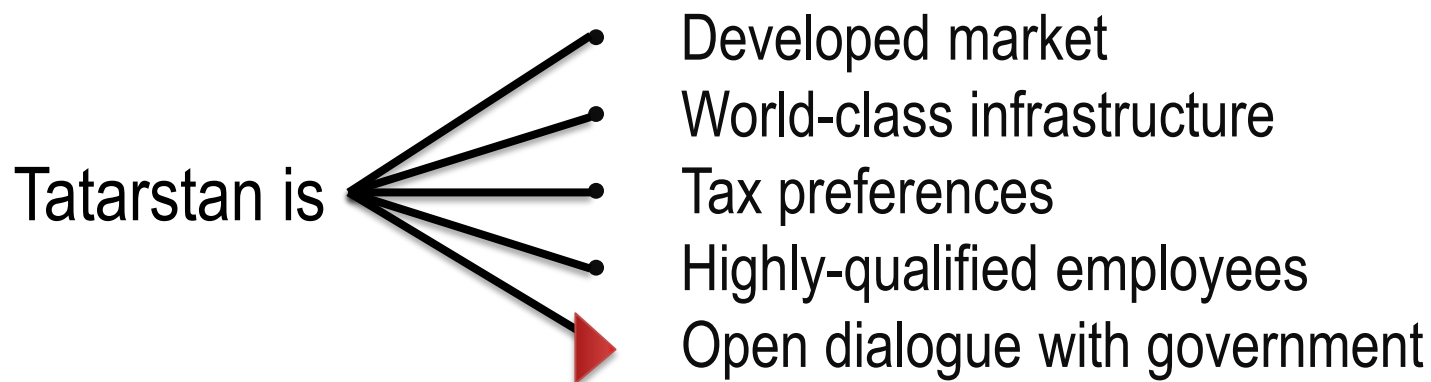 Developed market
World-class infrastructure
Tatarstan is
Tax preferences
Highly-qualified employees
Open dialogue with government